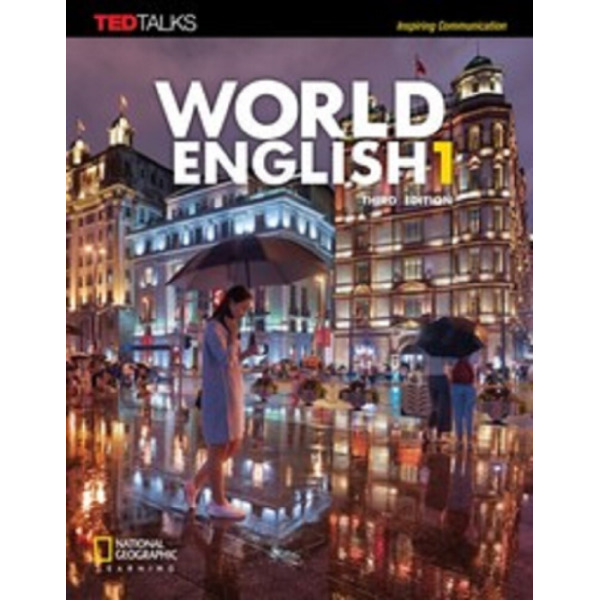 TEDTALKS
Inspiring Communication
WORLD
ENGLISH 1
THIRD EDITION
NATIONAL
GEOGRAPHIC
LEARNING